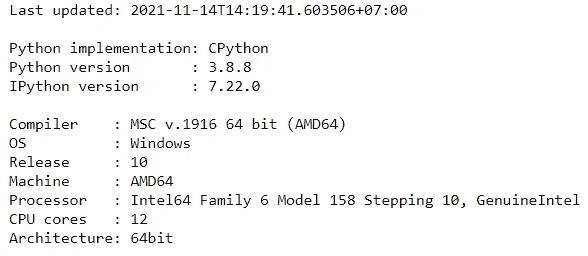 Last updated: 2021-11-14T14:19:41.603506+07:00
Python implementation: CPython
Python version       : 3.8.8
IPython version      : 7.22.0
Compiler    : MSC v.1916 64 bit (AMD64)
OS          : Windows
Release     : 10
Machine     : AMD64
Processor   : Intel64 Family 6 Model 158 Stepping 10, GenuineIntel
CPU cores   : 12
Architecture: 64bit